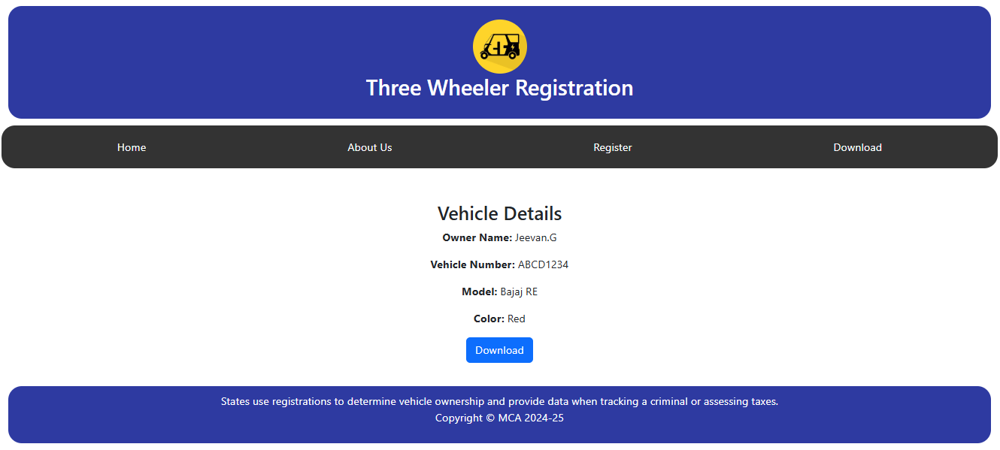 Three Wheeler Registration
Home About Us Register Download
Vehicle Details
Owner Name: Jeevan.G
Vehicle Number: ABCD1234
Model: Bajaj RE
Color: Red
Download
States use registrations to determine vehicle ownership and provide data when tracking a criminal or assessing taxes.
Copyright © MCA 2024-25